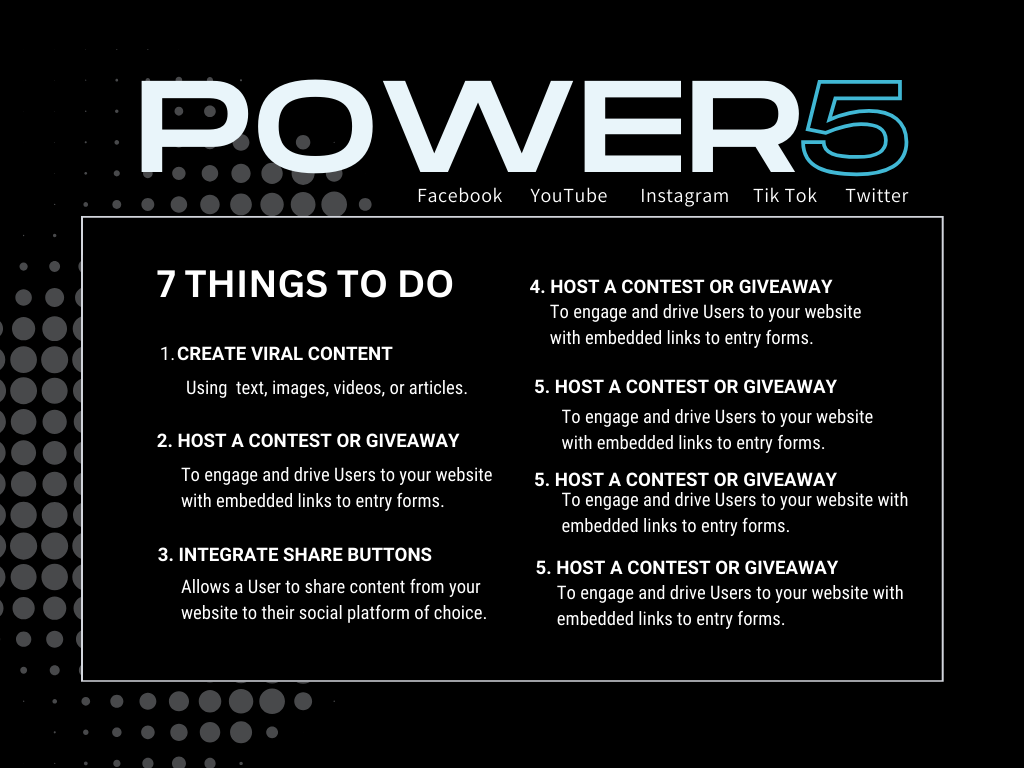 POWER5
Facebook YouTube Instagram Tik Tok Twitter
7 THINGS TO DO
1. CREATE VIRAL CONTENT
Using  text, images, videos, or articles.
2. HOST A CONTEST OR GIVEAWAY
To engage and drive Users to your website
with embedded links to entry forms.
3. INTEGRATE SHARE BUTTONS
Allows a User to share content from your
website to their social platform of choice.
4. HOST A CONTEST OR GIVEAWAY
To engage and drive Users to your website
with embedded links to entry forms.
5. HOST A CONTEST OR GIVEAWAY
To engage and drive Users to your website
with embedded links to entry forms.
5. HOST A CONTEST OR GIVEAWAY
To engage and drive Users to your website with
embedded links to entry forms.
5. HOST A CONTEST OR GIVEAWAY
To engage and drive Users to your website with
embedded links to entry forms.